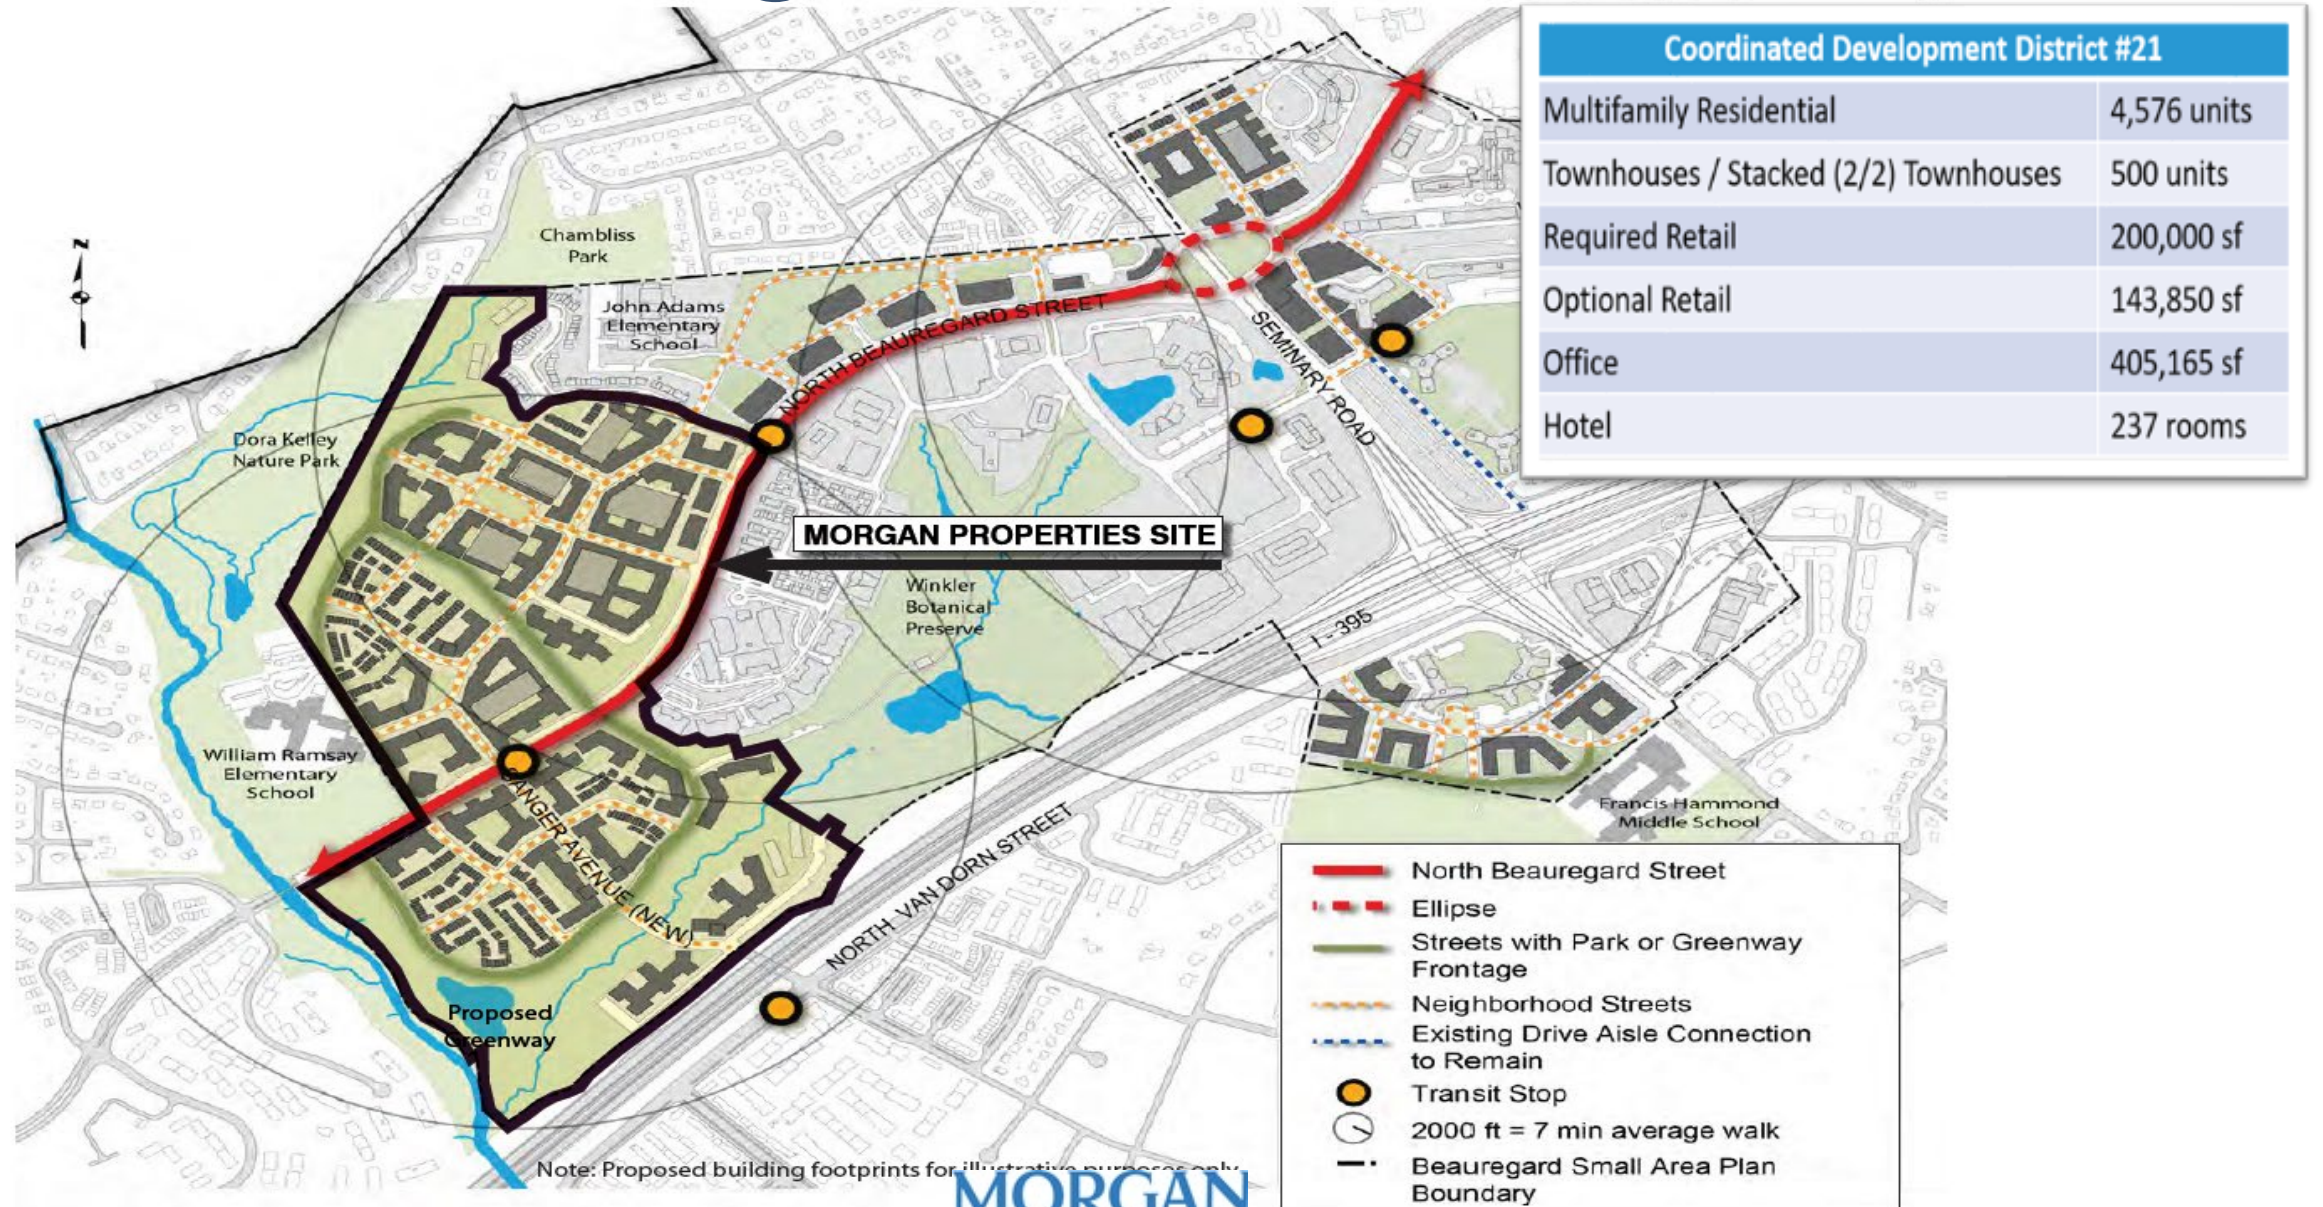 Coordinated Development District #21
Multifamily Residential 4,576 units
Townhouses / Stacked (2/2) Townhouses 500 units
Required Retail 200,000 sf
Optional Retail 143,850 sf
Office 405,165 sf
Hotel 237 rooms
N
Chambliss
Park
John Adams
Elementary
School
NORTH BEAUREGARD STREET
SEMINARY ROAD
Dora Kelley
Nature Park
MORGAN PROPERTIES SITE
Winkler
Botanical
Preserve
I - 395
William Ramsay
Elementary
School
SANGER AVENUE (NEW)
Francis Hammond
Middle School
NORTH VAN DORN STREET
Proposed
Greenway
Note: Proposed building footprints for illustrative purposes only
MORGAN
North Beauregard Street
Ellipse
Streets with Park or Greenway
Frontage
Neighborhood Streets
Existing Drive Aisle Connection
to Remain
Transit Stop
2000 ft = 7 min average walk
Beauregard Small Area Plan
Boundary